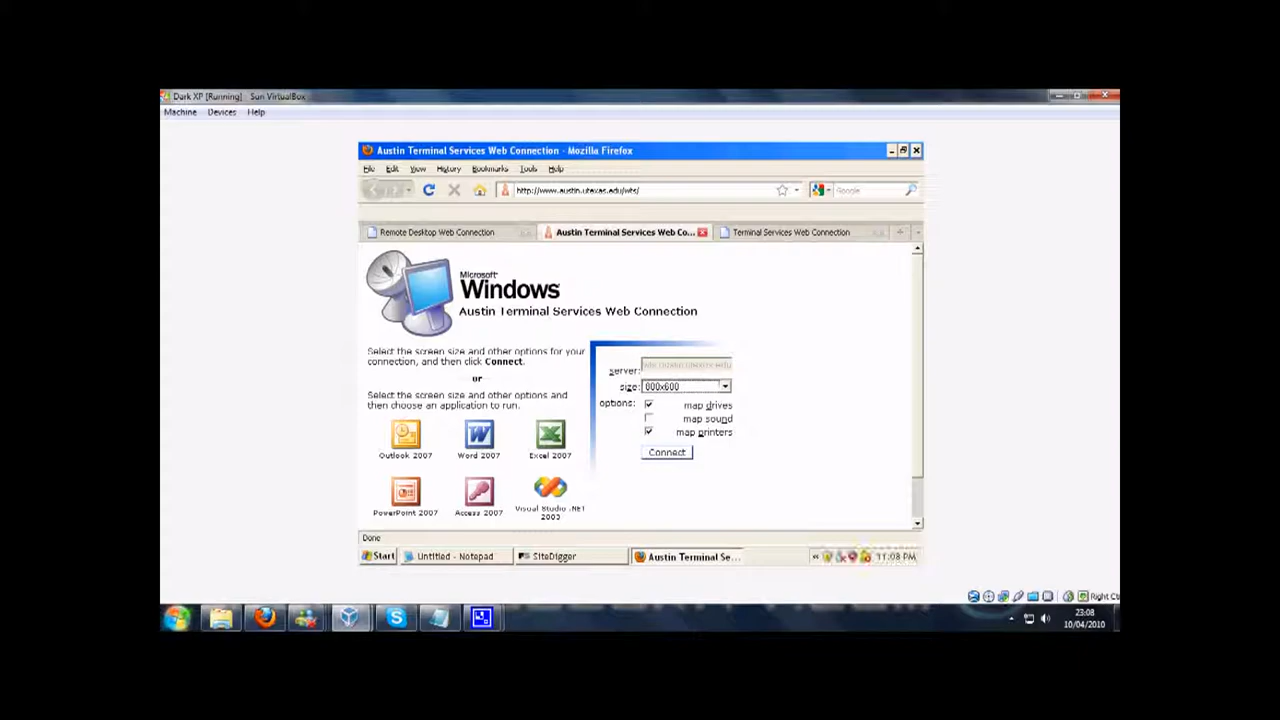 Dark XP [Running] - Sun VirtualBox
Machine Devices Help
Austin Terminal Services Web Connection - Mozilla Firefox
File Edit View History Bookmarks Tools Help
http://www.austin.utexas.edu/wts/
Google
Remote Desktop Web Connection
Austin Terminal Services Web Co...
Terminal Services Web Connection
Microsoft
Windows
Austin Terminal Services Web Connection
Select the screen size and other options for your
connection, and then click Connect.
or
Select the screen size and other options and
then choose an application to run.
Outlook 2007
Word 2007
Excel 2007
PowerPoint 2007
Access 2007
Visual Studio .NET
2003
server:
size: 800x600
options: map drives
map sound
map printers
Connect
Done
Start
Untitled - Notepad
SiteDigger
Austin Terminal Se...
« 11:08 PM
Right Ct
23:08
10/04/2010